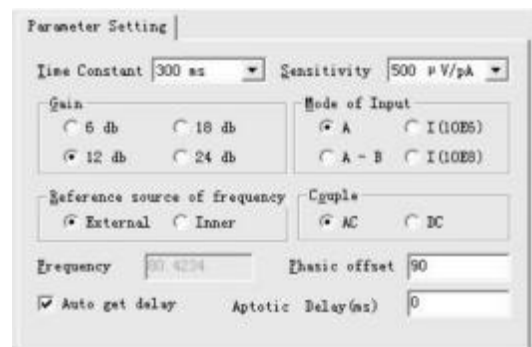 Parameter Setting
Time Constant 300 ms Sensitivity 500 μV/pA
Gain Mode of Input
6 db 18 db A I(10E6)
12 db 24 db A - B I(10E8)
Reference source of frequency Couple
External Inner AC DC
Frequency 80.4234 Phasic offset 90
Auto get delay Aptotic Delay(ms) 0